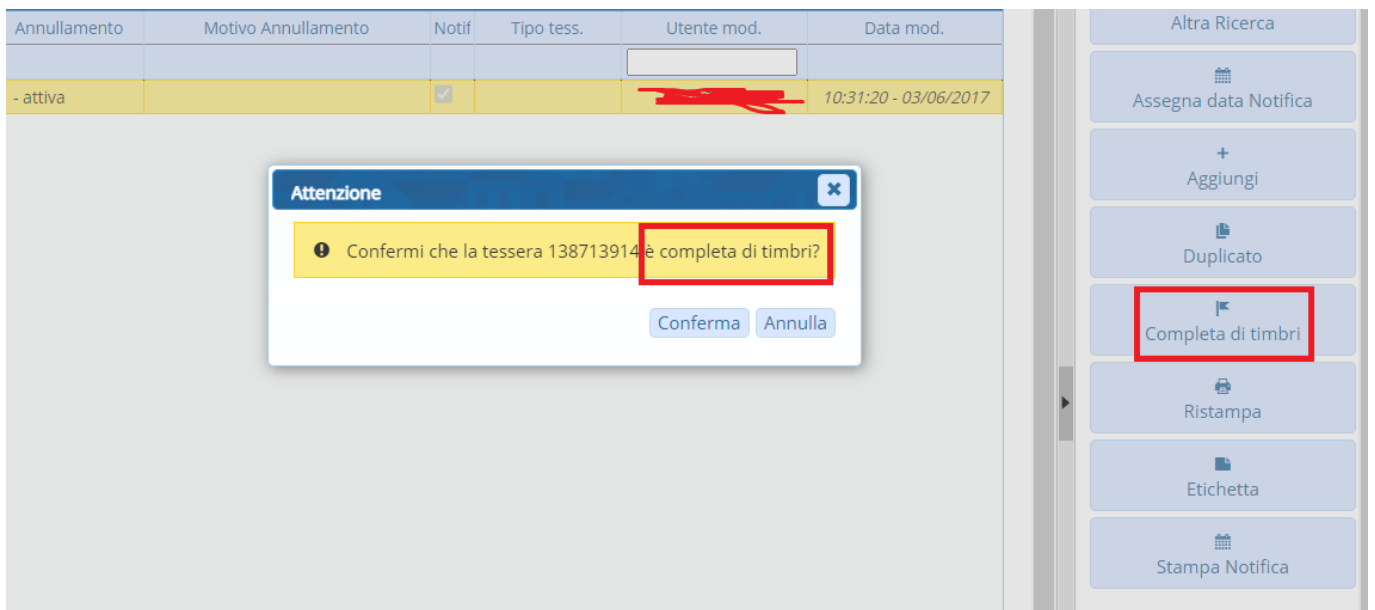 Annullamento Motivo Annullamento Notif Tipo tess. Utente mod. Data mod.
- attiva 10:31:20 - 03/06/2017
Attenzione
Confermi che la tessera 138713914 è completa di timbri?
Conferma Annulla
Altra Ricerca
Assegna data Notifica
Aggiungi
Duplicato
Completa di timbri
Ristampa
Etichetta
Stampa Notifica